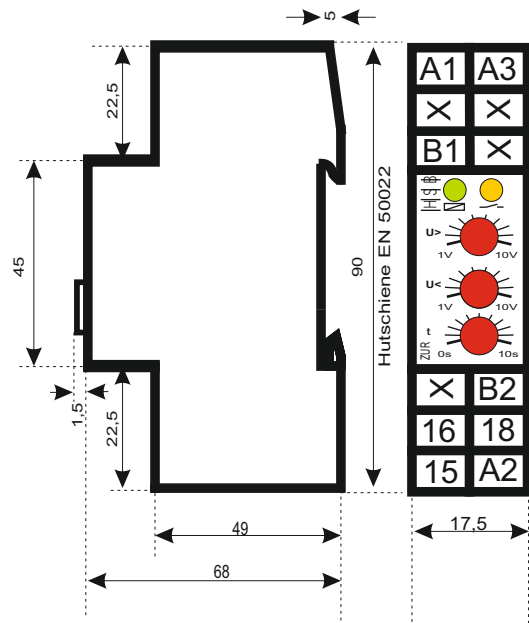 5
22,5
45
1,5
22,5
90
Hutschiene EN 50022
49
68
A1 A3
X X
B1 X
HSB
U>
1V 10V
U<
1V 10V
t
0s 10s
ZUR
X B2
16 18
15 A2
17,5